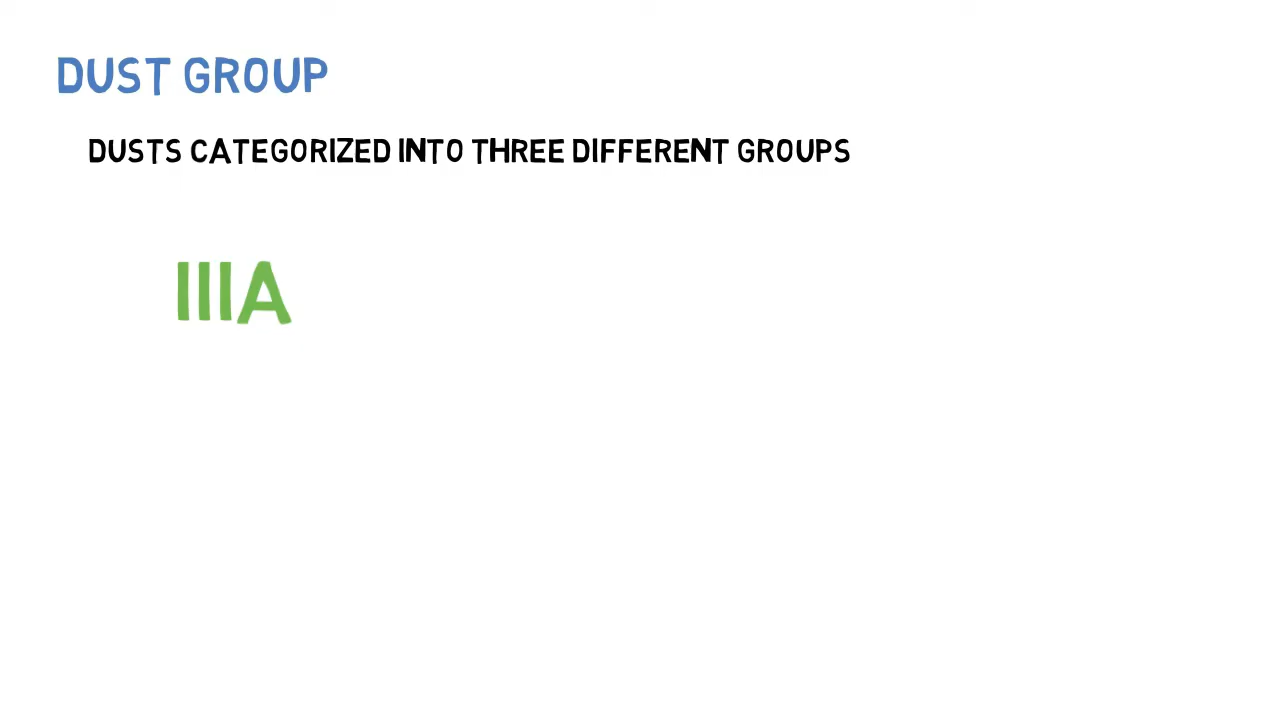 DUST GROUP
DUSTS CATEGORIZED INTO THREE DIFFERENT GROUPS
IIIA